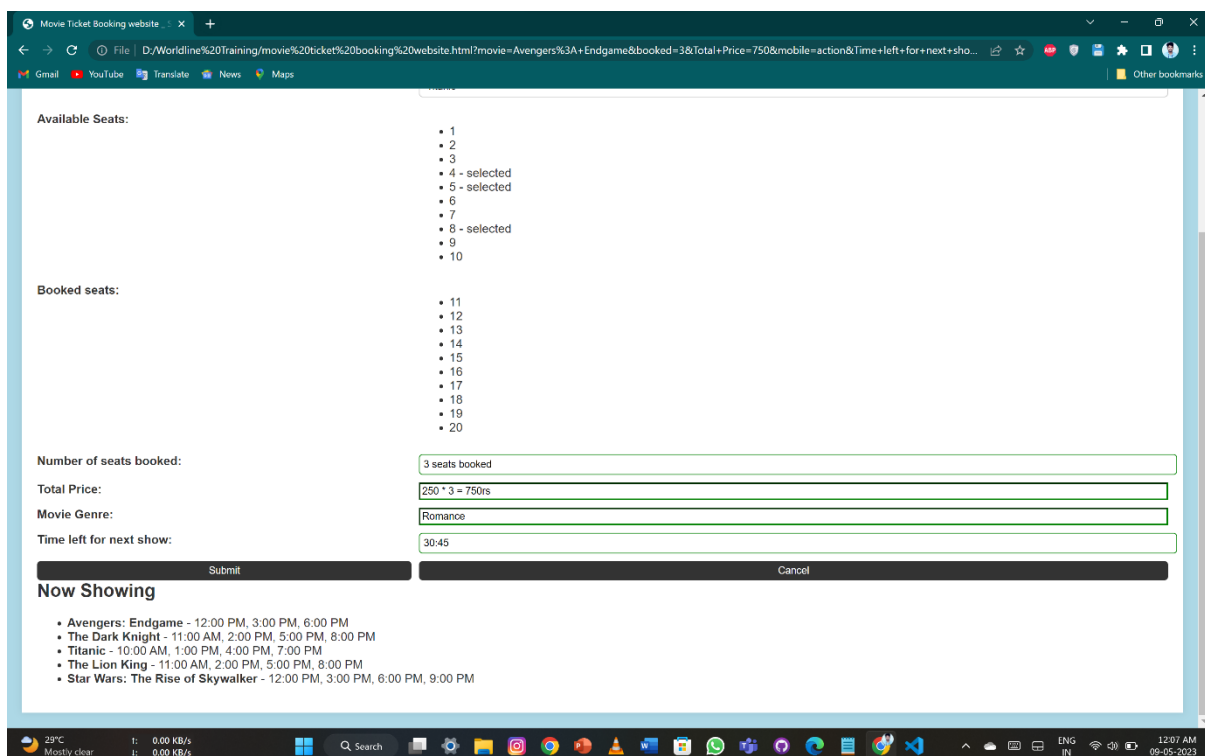 Movie Ticket Booking website _
File
D:/Worldline%20Training/movie%20ticket%20booking%20website.html?movie=Avengers%3A+Endgame&booked=3&Total+Price=750&mobile=action&Time+left+for+next+sho...
ABP
Gmail YouTube Translate News Maps
Other bookmarks
Available Seats:
• 1
• 2
• 3
• 4 - selected
• 5 - selected
• 6
• 7
• 8 - selected
• 9
• 10
Booked seats:
• 11
• 12
• 13
• 14
• 15
• 16
• 17
• 18
• 19
• 20
Number of seats booked: 3 seats booked
Total Price: 250 * 3 = 750rs
Movie Genre: Romance
Time left for next show: 30:45
Submit Cancel
Now Showing
• Avengers: Endgame - 12:00 PM, 3:00 PM, 6:00 PM
• The Dark Knight - 11:00 AM, 2:00 PM, 5:00 PM, 8:00 PM
• Titanic - 10:00 AM, 1:00 PM, 4:00 PM, 7:00 PM
• The Lion King - 11:00 AM, 2:00 PM, 5:00 PM, 8:00 PM
• Star Wars: The Rise of Skywalker - 12:00 PM, 3:00 PM, 6:00 PM, 9:00 PM
29°C
Mostly clear
0.00 KB/s
0.00 KB/s
Search
ENG
IN
12:07 AM
09-05-2023